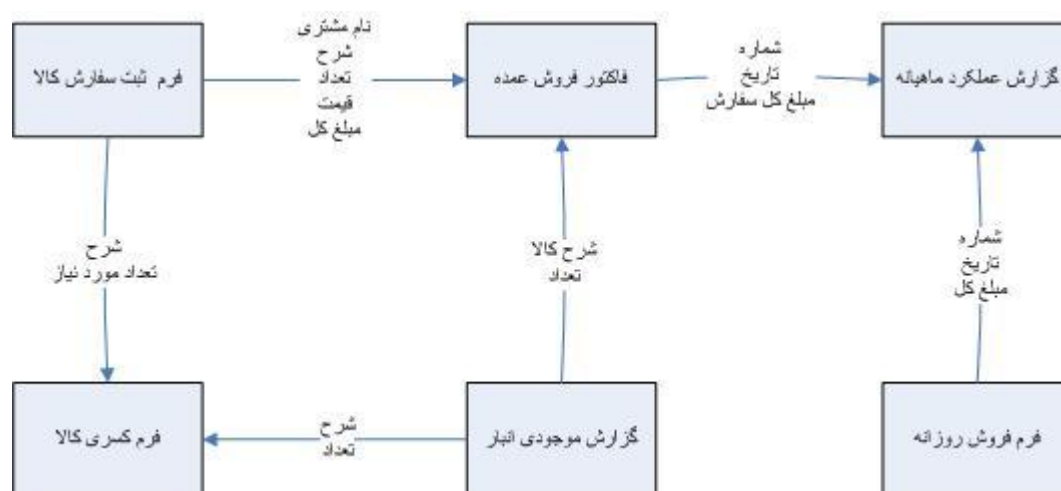 فرم ثبت سفارش کالا
نام مشتری
شرح
تعداد
قیمت
مبلغ کل
فاکتور فروش عمده
شماره
تاریخ
مبلغ کل سفارش
گزارش عملکرد ماهیانه
شرح
تعداد مورد نیاز
شرح کالا
تعداد
شماره
تاریخ
مبلغ کل
فرم کسری کالا
شرح
تعداد
گزارش موجودی انبار
فرم فروش روزانه